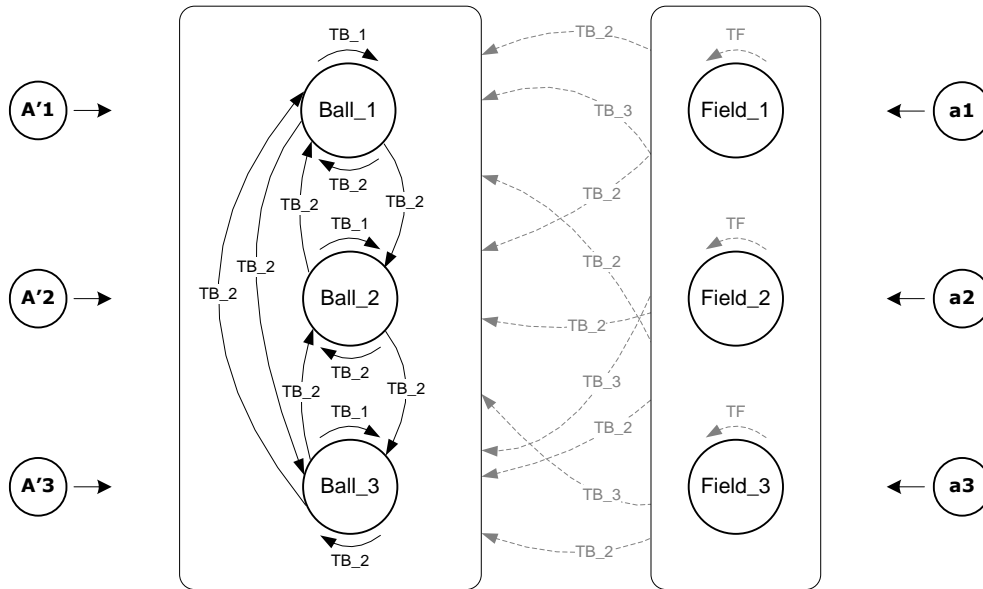 TB_1
TB_2
TF
A'1
Ball_1
TB_3
Field_1
a1
TB_2
TB_2
TB_2
TB_2
TB_1
TF
TB_2
TB_2
TB_2
A'2
Ball_2
Field_2
a2
TB_2
TB_2
TB_2
TB_2
TB_3
TB_1
TB_2
TF
A'3
Ball_3
TB_3
Field_3
a3
TB_2
TB_2